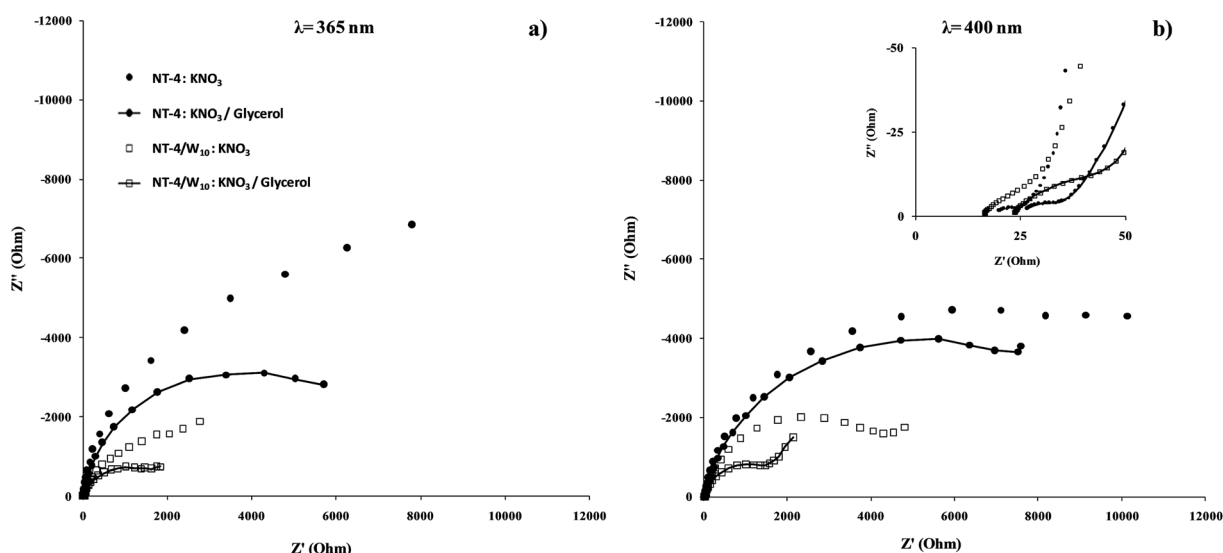 λ= 365 nm
a)
-12000
-10000
-8000
-6000
-4000
-2000
0
Z'' (Ohm)
NT-4: KNO₃
NT-4: KNO₃/ Glycerol
NT-4/W₁₀: KNO₃
NT-4/W₁₀: KNO₃/ Glycerol
0 2000 4000 6000 8000 10000 12000
Z' (Ohm)
λ= 400 nm
b)
-12000
-10000
-8000
-6000
-4000
-2000
0
Z'' (Ohm)
-50
-25
0
Z'' (Ohm)
0 25 50
Z' (Ohm)
0 2000 4000 6000 8000 10000 12000
Z' (Ohm)